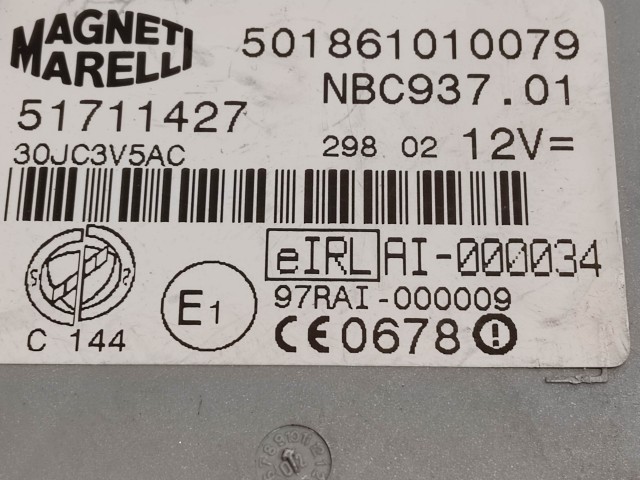 MAGNETI MARELLI
501861010079
NBC937.01
51711427
30JC3V5AC
298 02 12V=
eIRL AI-000034
97RAI-000009
E1
C 144
CE0678